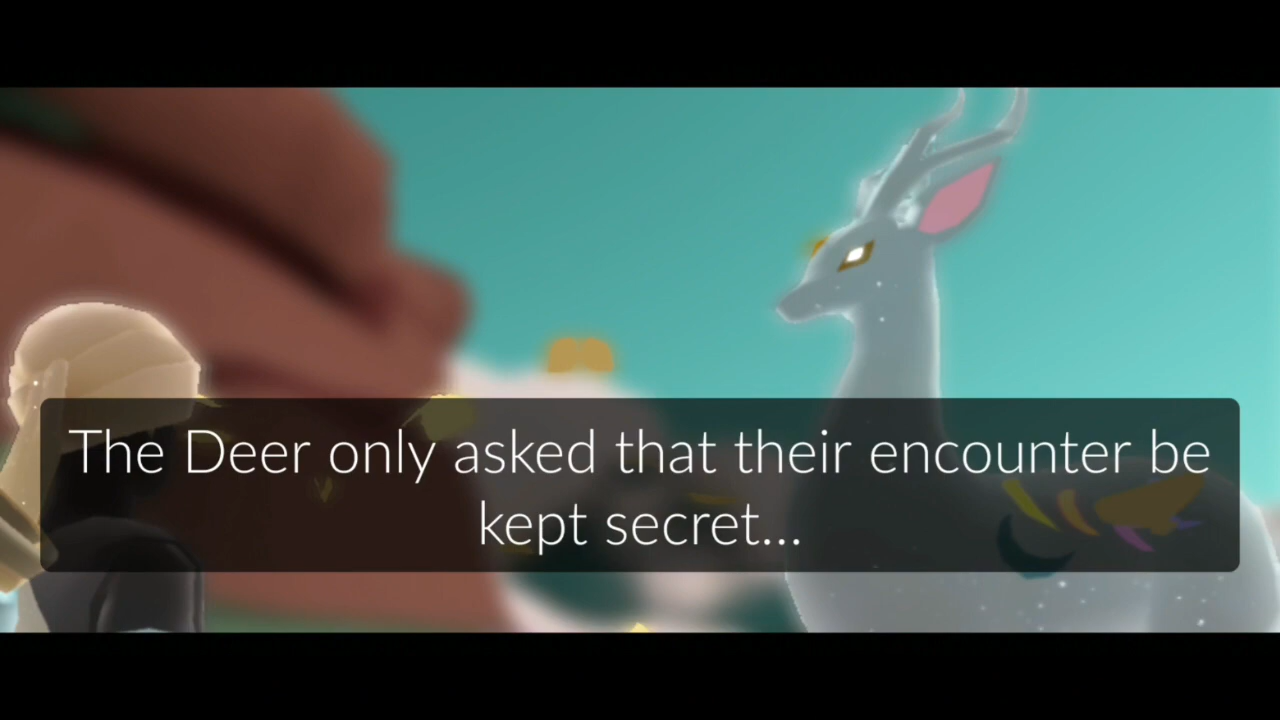 The Deer only asked that their encounter be
kept secret...